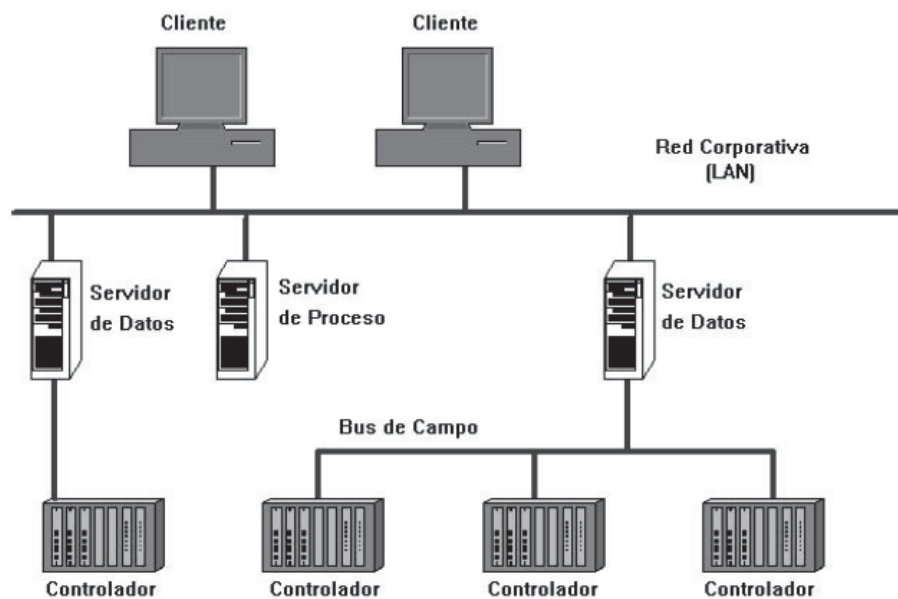 Cliente
Cliente
Red Corporativa
(LAN)
Servidor
de Datos
Servidor
de Proceso
Servidor
de Datos
Bus de Campo
Controlador
Controlador
Controlador
Controlador